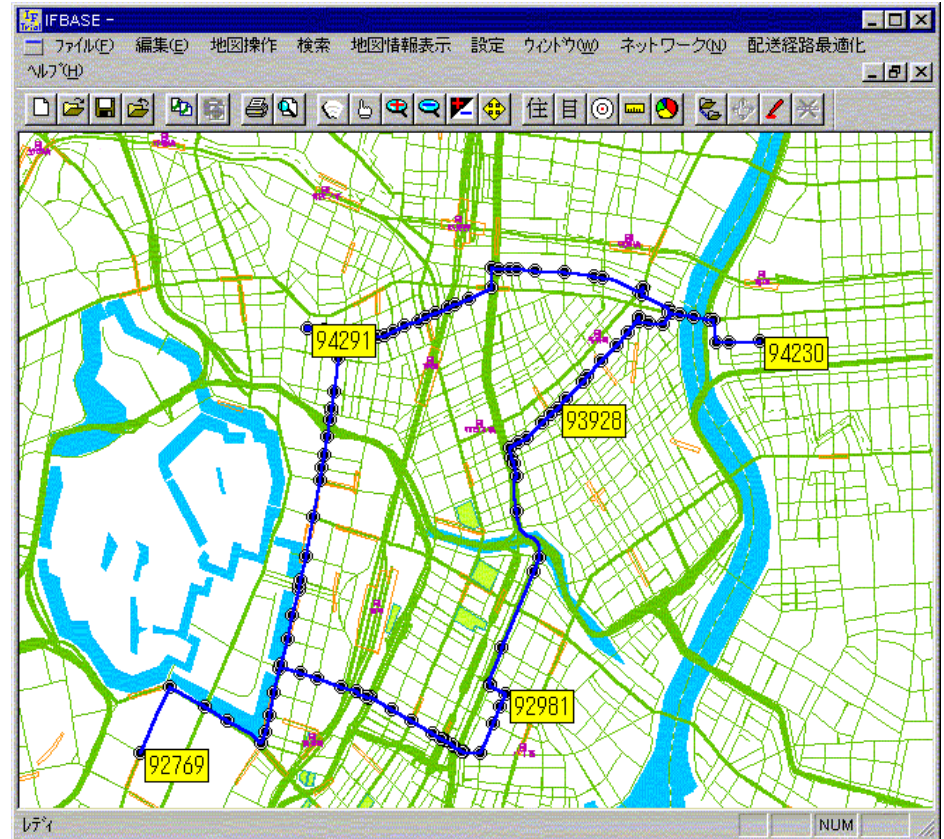 IF
Trial
IFBASE -
ﾌｧｲﾙ(F) 編集(E) 地図操作 検索 地図情報表示 設定 ｳｨﾝﾄﾞｳ(W) ネットワーク(N) 配送経路最適化
ﾍﾙﾌﾟ(H)
住 目
94291
94230
93928
92981
92769
ﾚﾃﾞｨ
NUM